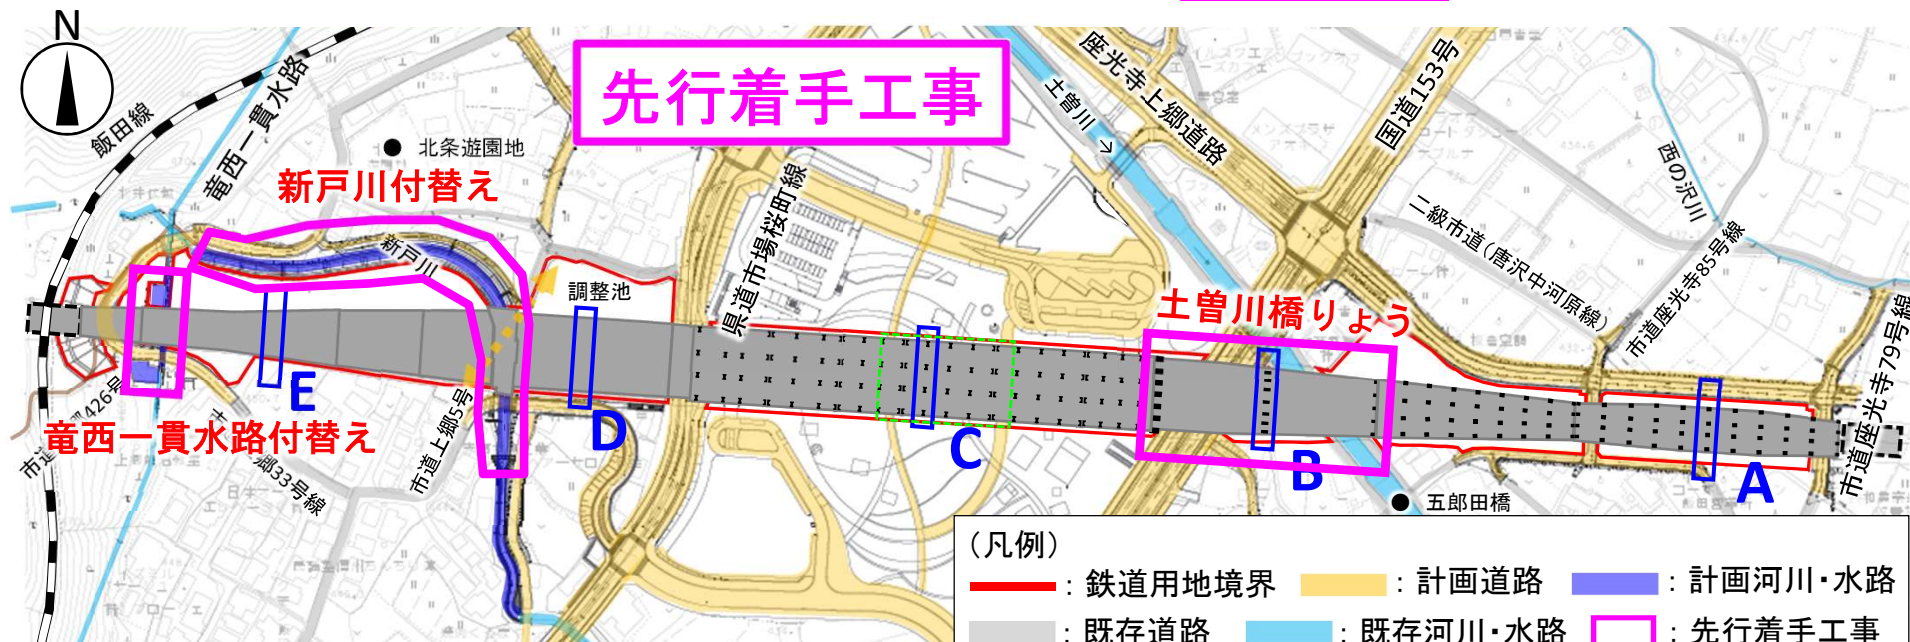 N
先行着手工事
飯田線
竜西一貫水路
北条遊園地
新戸川付替え
新戸川
調整池
県道市場桜町線
土曽川
座光寺上郷道路
国道153号
西の沢川
二級市道(唐沢中河原線)
市道座光寺85号線
市道座光寺79号線
土曽川橋りょう
竜西一貫水路付替え
市道上郷5号
E
D
C
B
A
五郎田橋
(凡例)
:鉄道用地境界
:計画道路
:計画河川・水路
:既存道路
:既存河川・水路
:先行着手工事